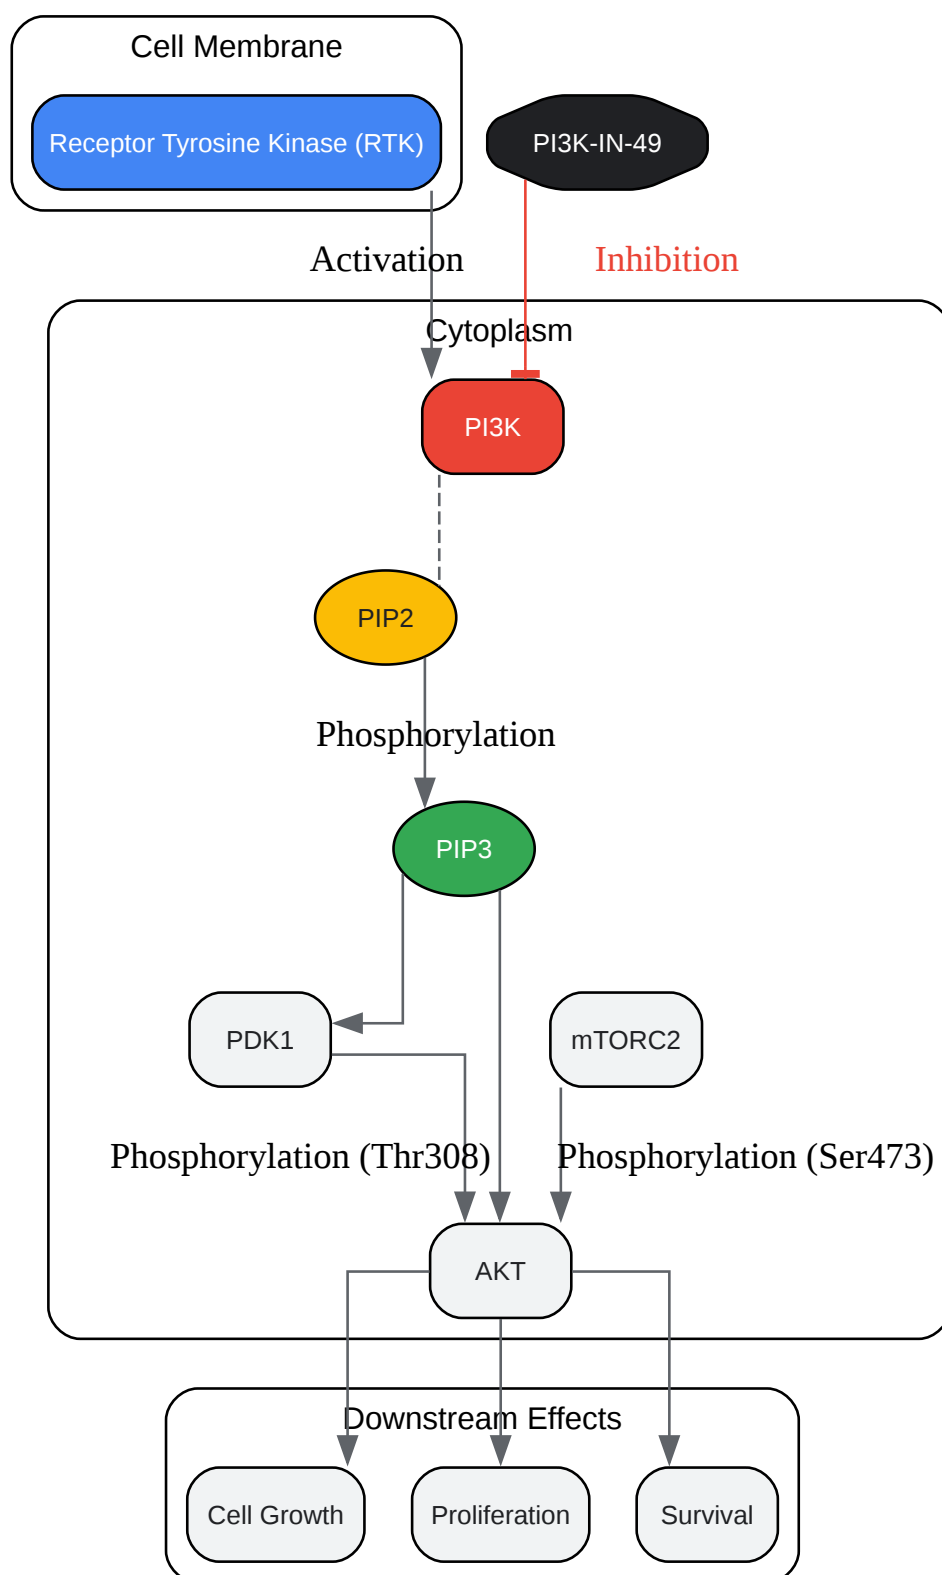 Cell Membrane
Receptor Tyrosine Kinase (RTK)
PI3K-IN-49
Activation
Inhibition
Cytoplasm
PI3K
PIP2
Phosphorylation
PIP3
PDK1
mTORC2
Phosphorylation (Thr308)
Phosphorylation (Ser473)
AKT
Downstream Effects
Cell Growth
Proliferation
Survival